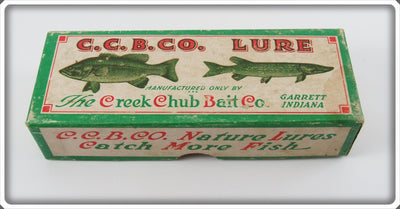 C.C.B.CO. LURE
MANUFACTURED ONLY BY
The Creek Chub Bait Co.
GARRETT
INDIANA
C.C.B.CO. Nature Lures
Catch More Fish